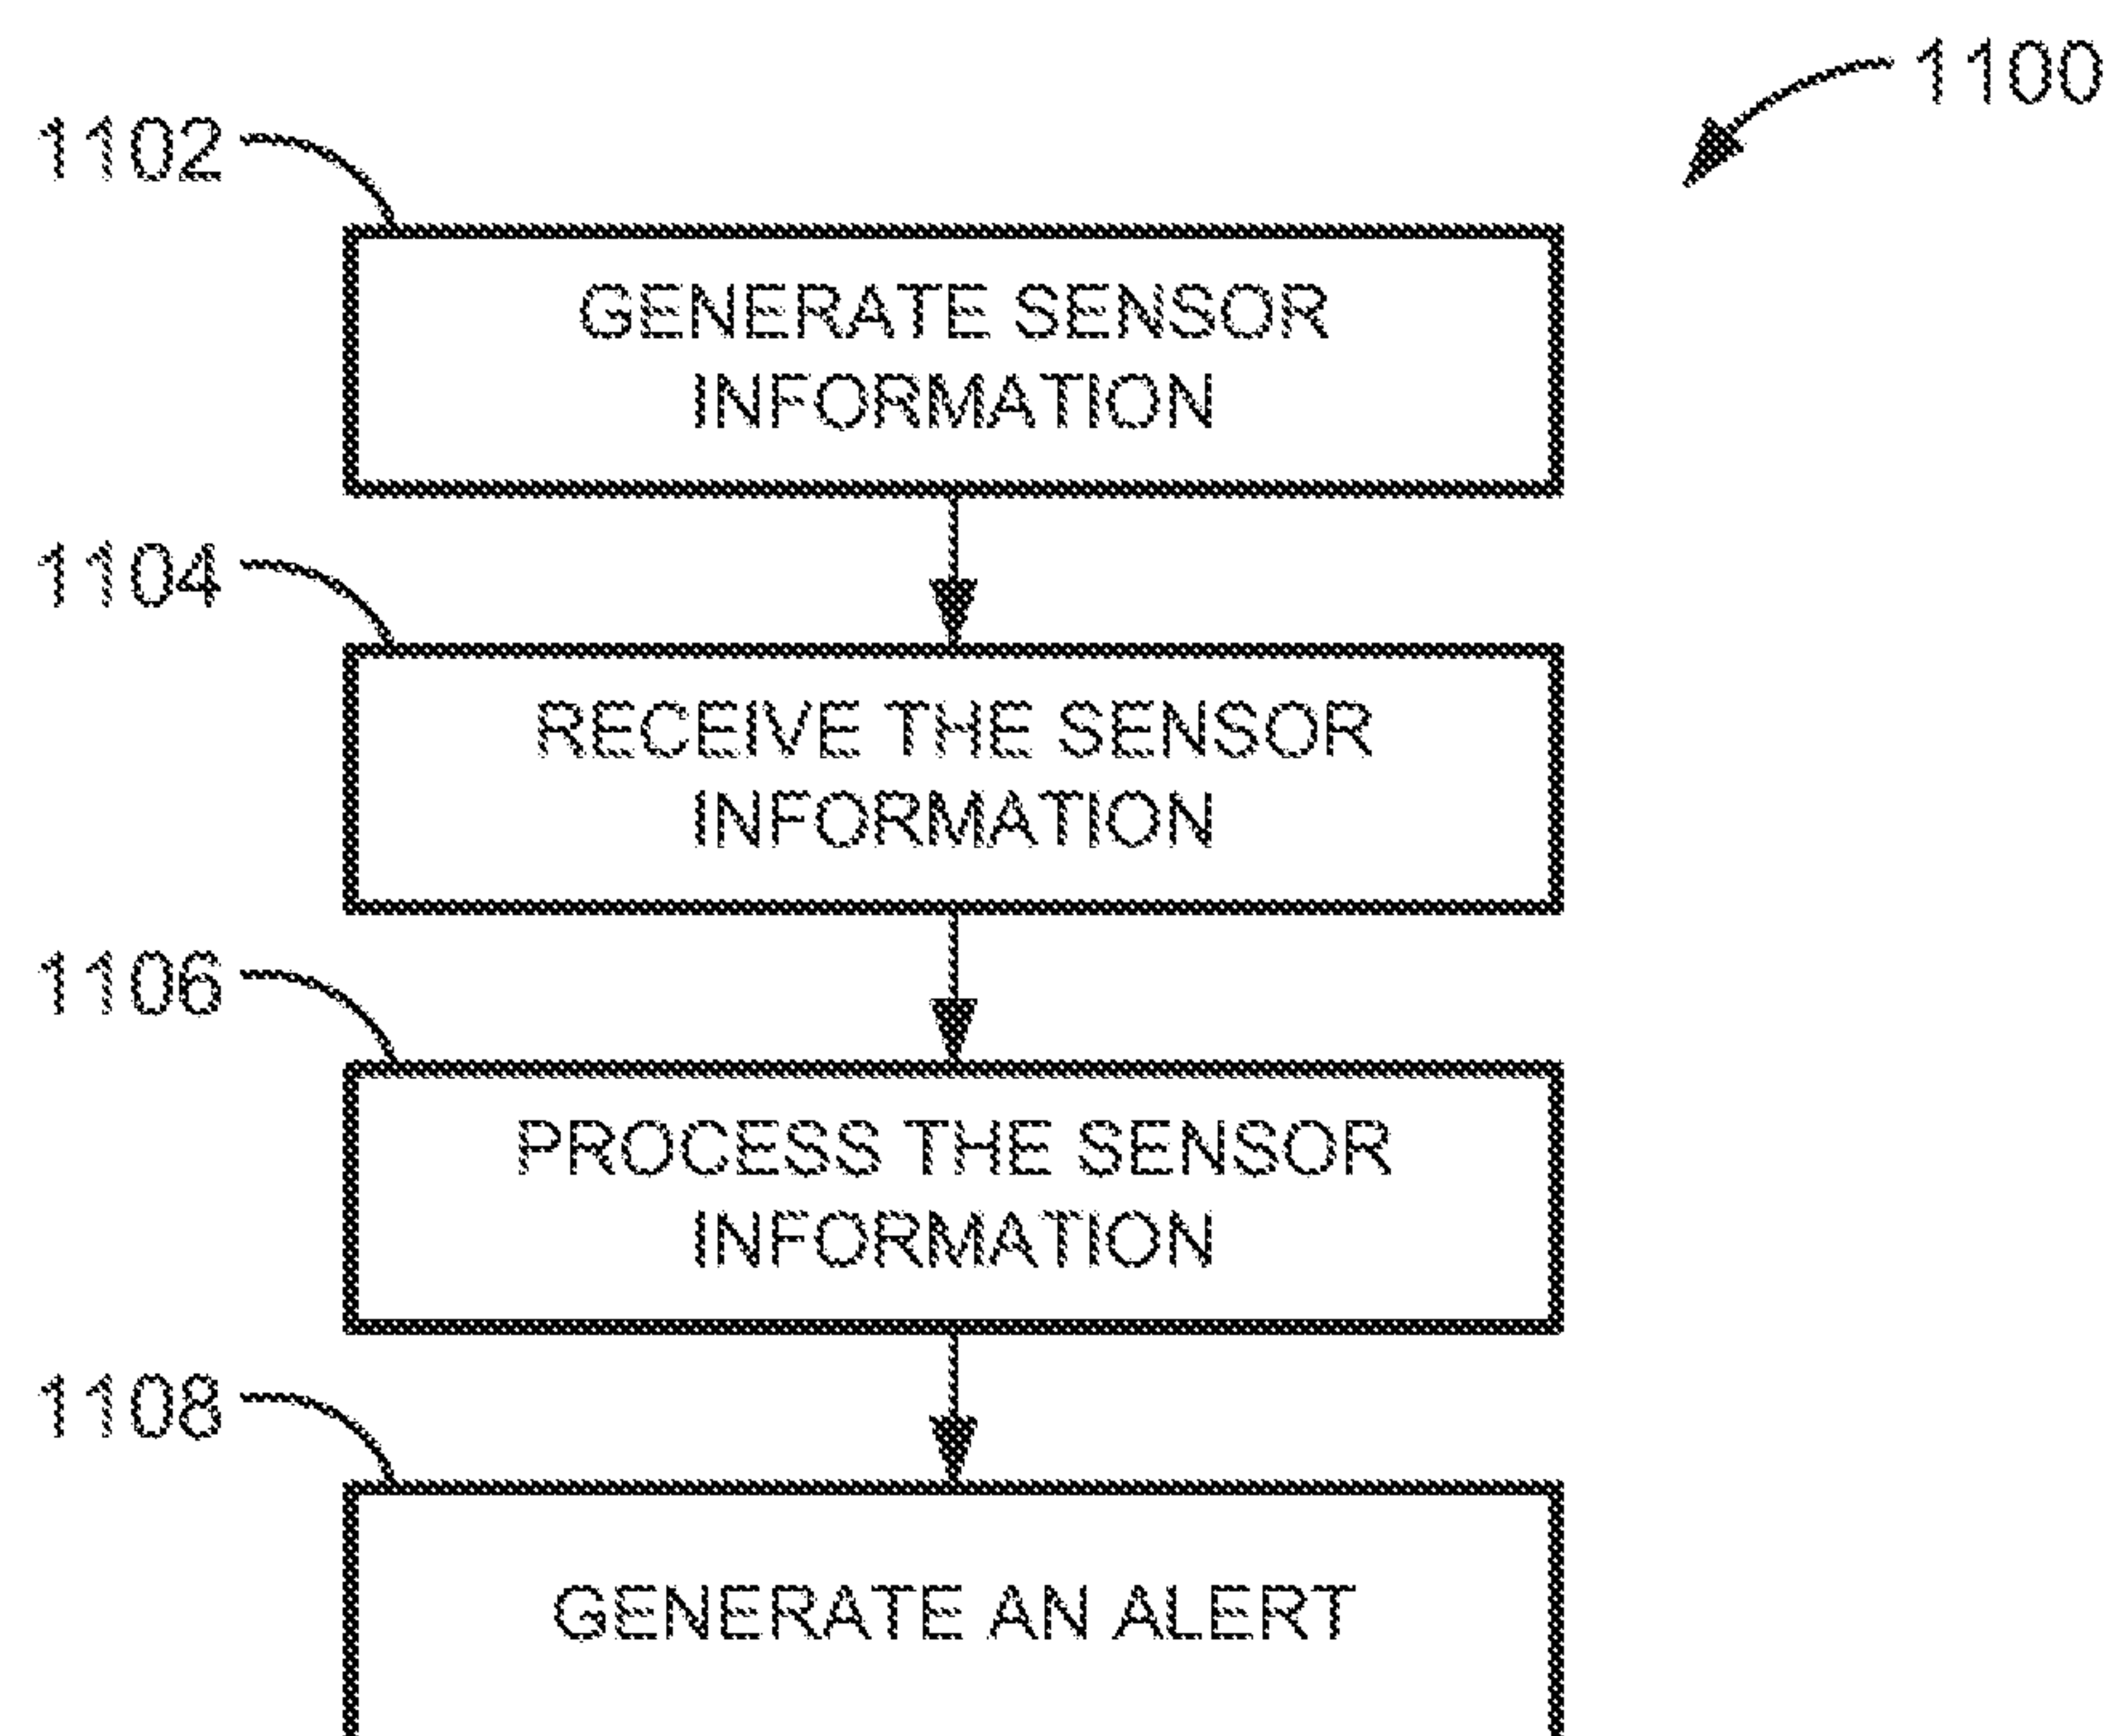 1100
1102
GENERATE SENSOR
INFORMATION
1104
RECEIVE THE SENSOR
INFORMATION
1106
PROCESS THE SENSOR
INFORMATION
1108
GENERATE AN ALERT